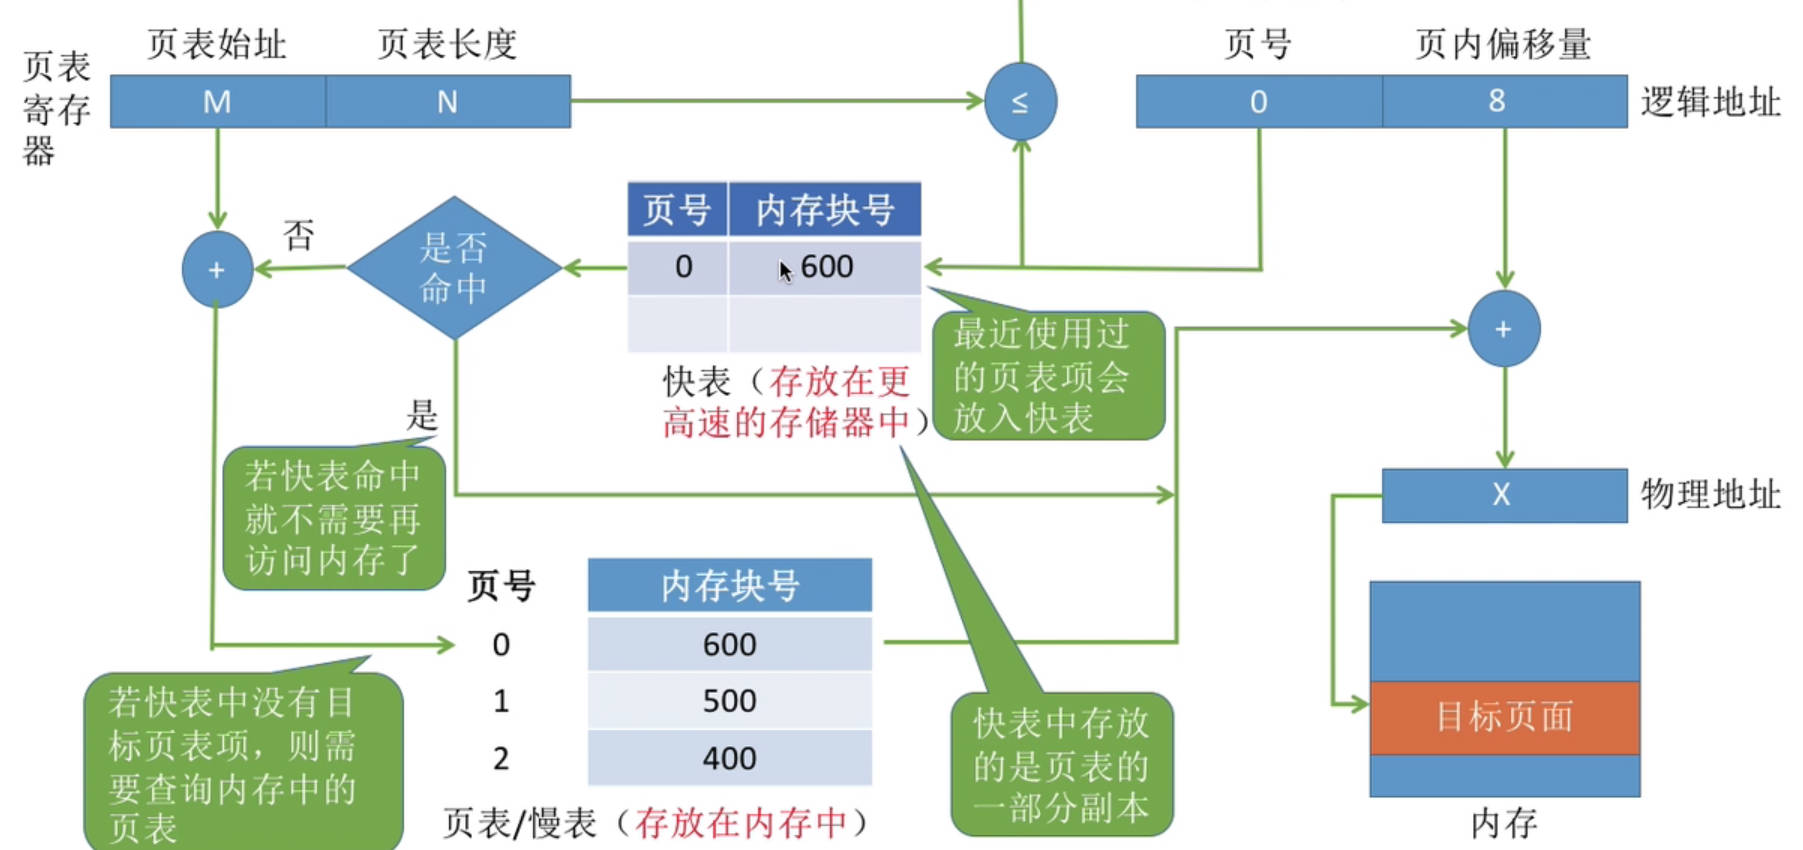 页表始址
页表长度
页号
页内偏移量
页表
寄存
器
M
N
≤
0
8
逻辑地址
页号
内存块号
0
600
是否
命中
否
+
+
最近使用过
的页表项会
放入快表
快表（存放在更
高速的存储器中）
是
若快表命中
就不需要再
访问内存了
X
物理地址
页号
内存块号
0
600
1
500
2
400
页表/慢表（存放在内存中）
若快表中没有目
标页表项，则需
要查询内存中的
页表
快表中存放
的是页表的
一部分副本
目标页面
内存